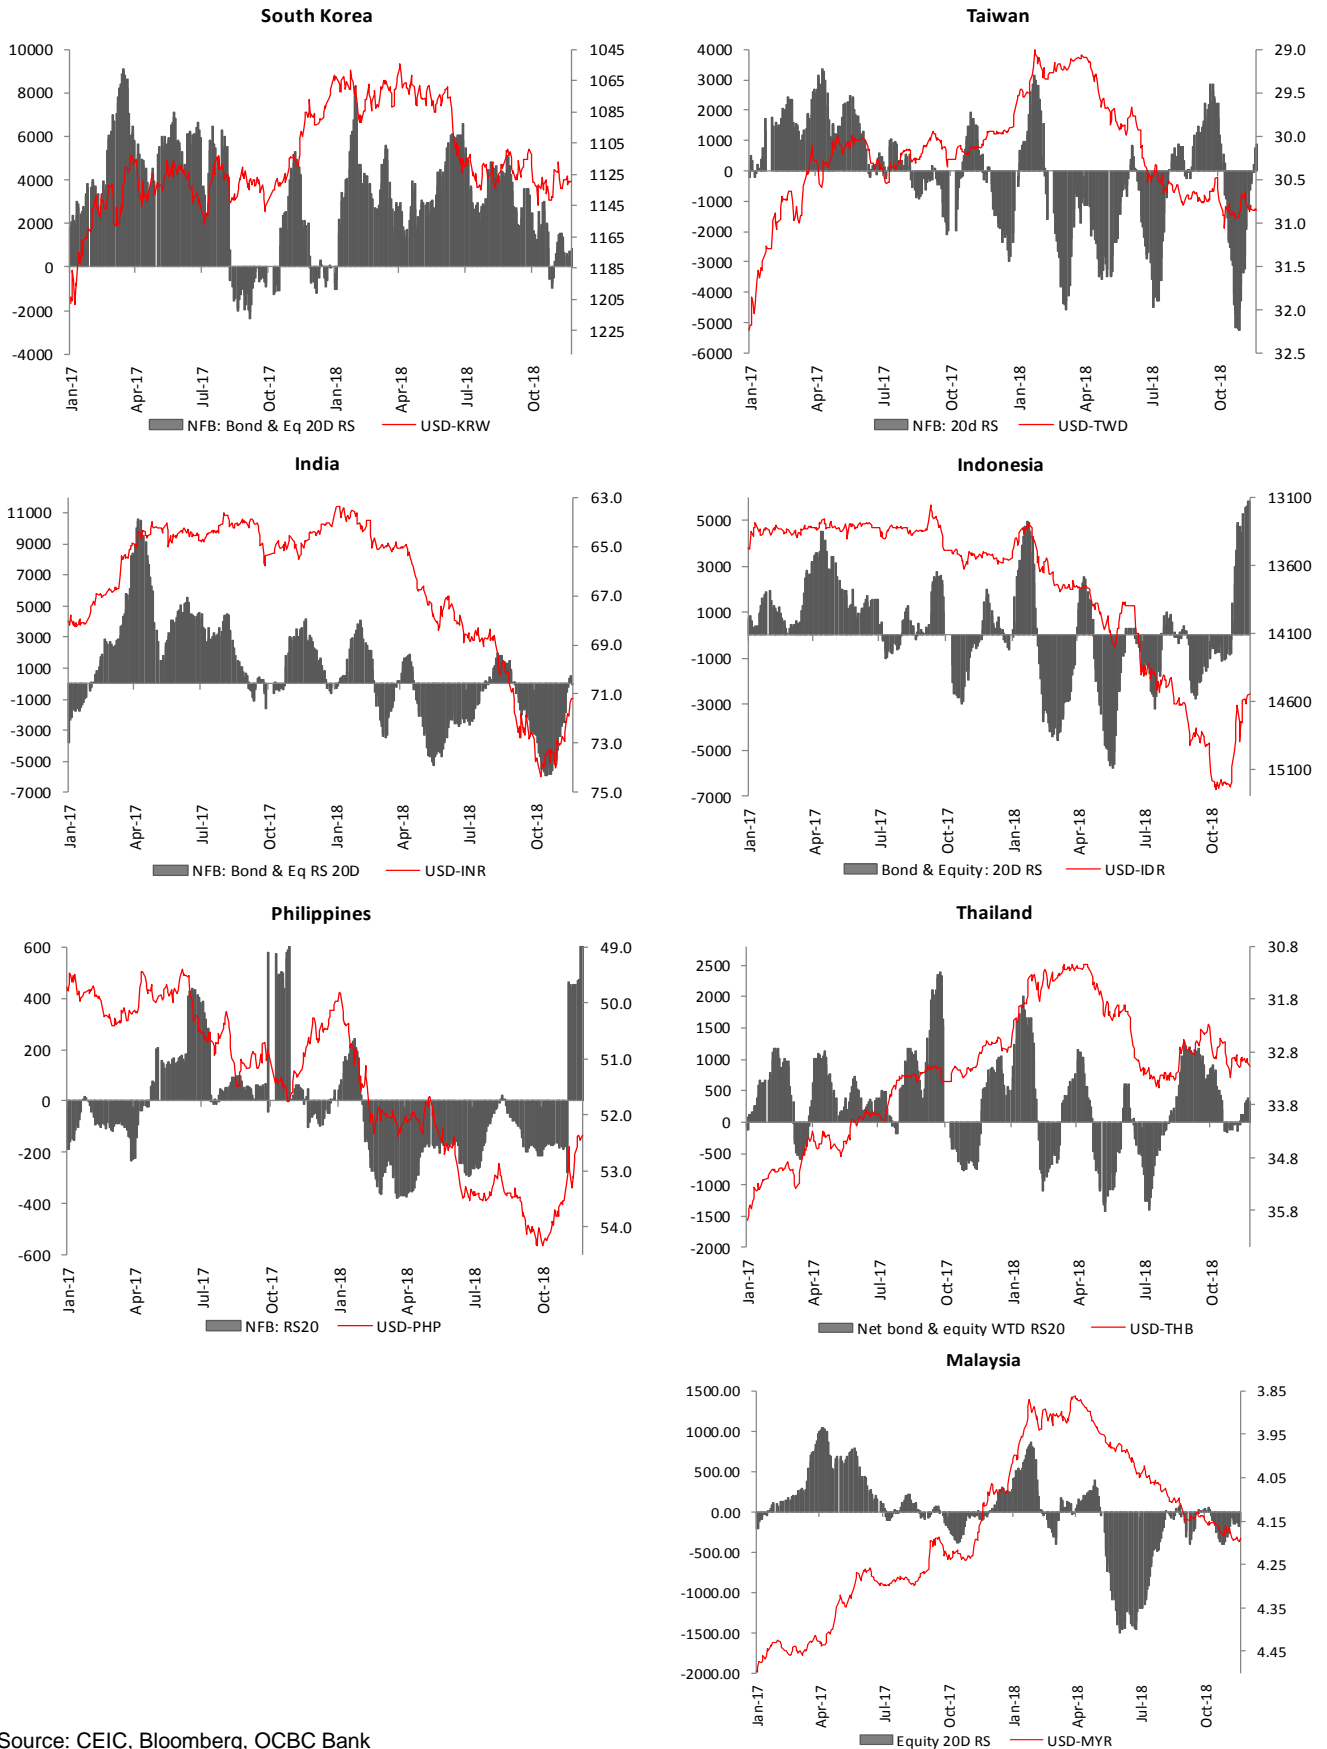 South Korea
10000
8000
6000
4000
2000
0
-2000
-4000
1045
1065
1085
1105
1125
1145
1165
1185
1205
1225
Jan-17
Apr-17
Jul-17
Oct-17
Jan-18
Apr-18
Jul-18
Oct-18
NFB: Bond & Eq 20D RS USD-KRW
Taiwan
4000
3000
2000
1000
0
-1000
-2000
-3000
-4000
-5000
-6000
29.0
29.5
30.0
30.5
31.0
31.5
32.0
32.5
Jan-17
Apr-17
Jul-17
Oct-17
Jan-18
Apr-18
Jul-18
Oct-18
NFB: 20d RS USD-TWD
India
11000
9000
7000
5000
3000
1000
-1000
-3000
-5000
-7000
63.0
65.0
67.0
69.0
71.0
73.0
75.0
Jan-17
Apr-17
Jul-17
Oct-17
Jan-18
Apr-18
Jul-18
Oct-18
NFB: Bond & Eq RS 20D USD-INR
Indonesia
5000
3000
1000
-1000
-3000
-5000
-7000
13100
13600
14100
14600
15100
Jan-17
Apr-17
Jul-17
Oct-17
Jan-18
Apr-18
Jul-18
Oct-18
Bond & Equity: 20D RS USD-IDR
Philippines
600
400
200
0
-200
-400
-600
49.0
50.0
51.0
52.0
53.0
54.0
Jan-17
Apr-17
Jul-17
Oct-17
Jan-18
Apr-18
Jul-18
Oct-18
NFB: RS20 USD-PHP
Thailand
2500
2000
1500
1000
500
0
-500
-1000
-1500
-2000
30.8
31.8
32.8
33.8
34.8
35.8
Jan-17
Apr-17
Jul-17
Oct-17
Jan-18
Apr-18
Jul-18
Oct-18
Net bond & equity WTD RS20 USD-THB
Malaysia
1500.00
1000.00
500.00
0.00
-500.00
-1000.00
-1500.00
-2000.00
3.85
3.95
4.05
4.15
4.25
4.35
4.45
Jan-17
Apr-17
Jul-17
Oct-17
Jan-18
Apr-18
Jul-18
Oct-18
Equity 20D RS USD-MYR
Source: CEIC, Bloomberg, OCBC Bank